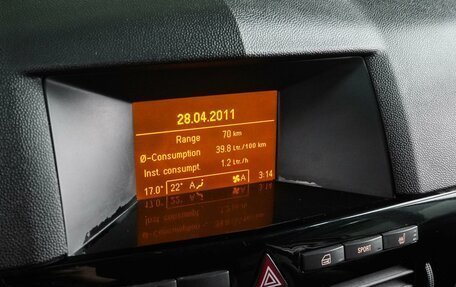 28.04.2011
Range 70 km
Ø-Consumption 39.8 Ltr./100 km
Inst. consumpt. 1.2 Ltr./h
17.0° 22° A A 3:14
SPORT